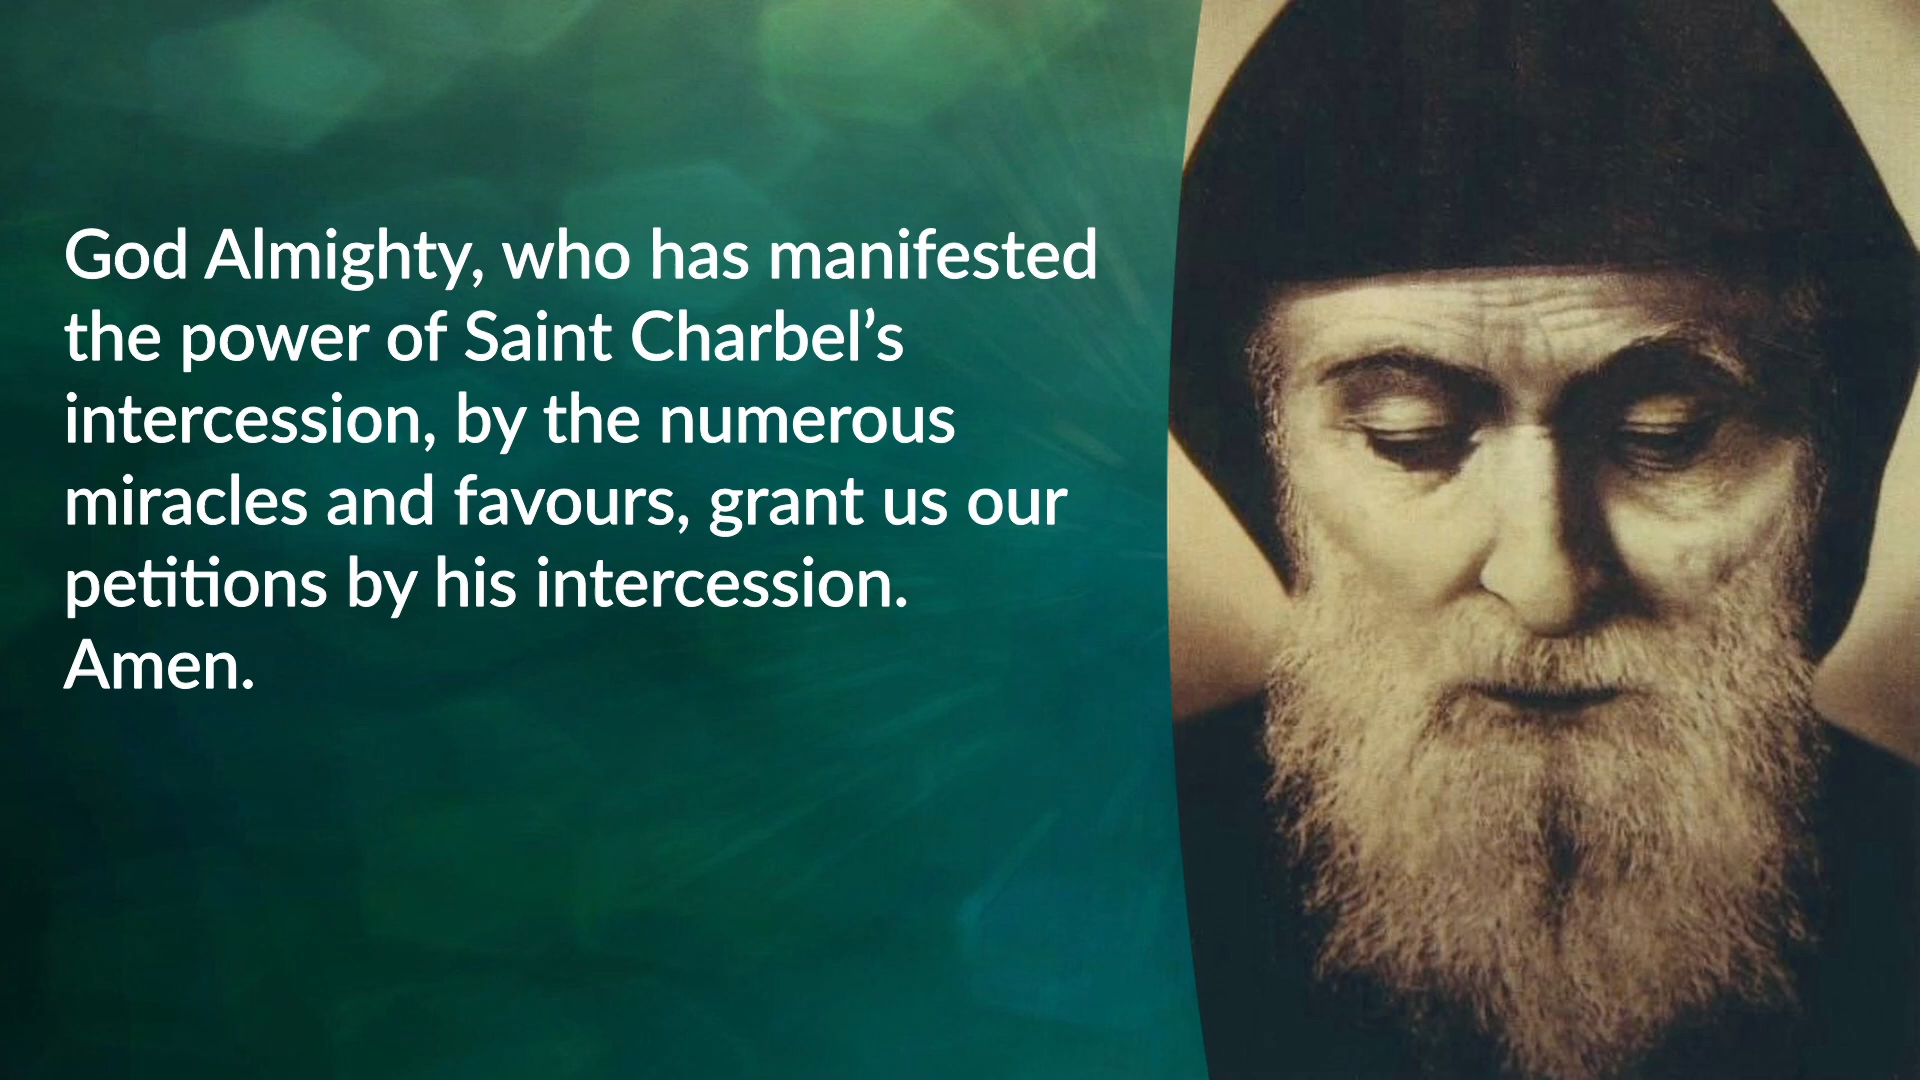 God Almighty, who has manifested
the power of Saint Charbel’s
intercession, by the numerous
miracles and favours, grant us our
petitions by his intercession.
Amen.